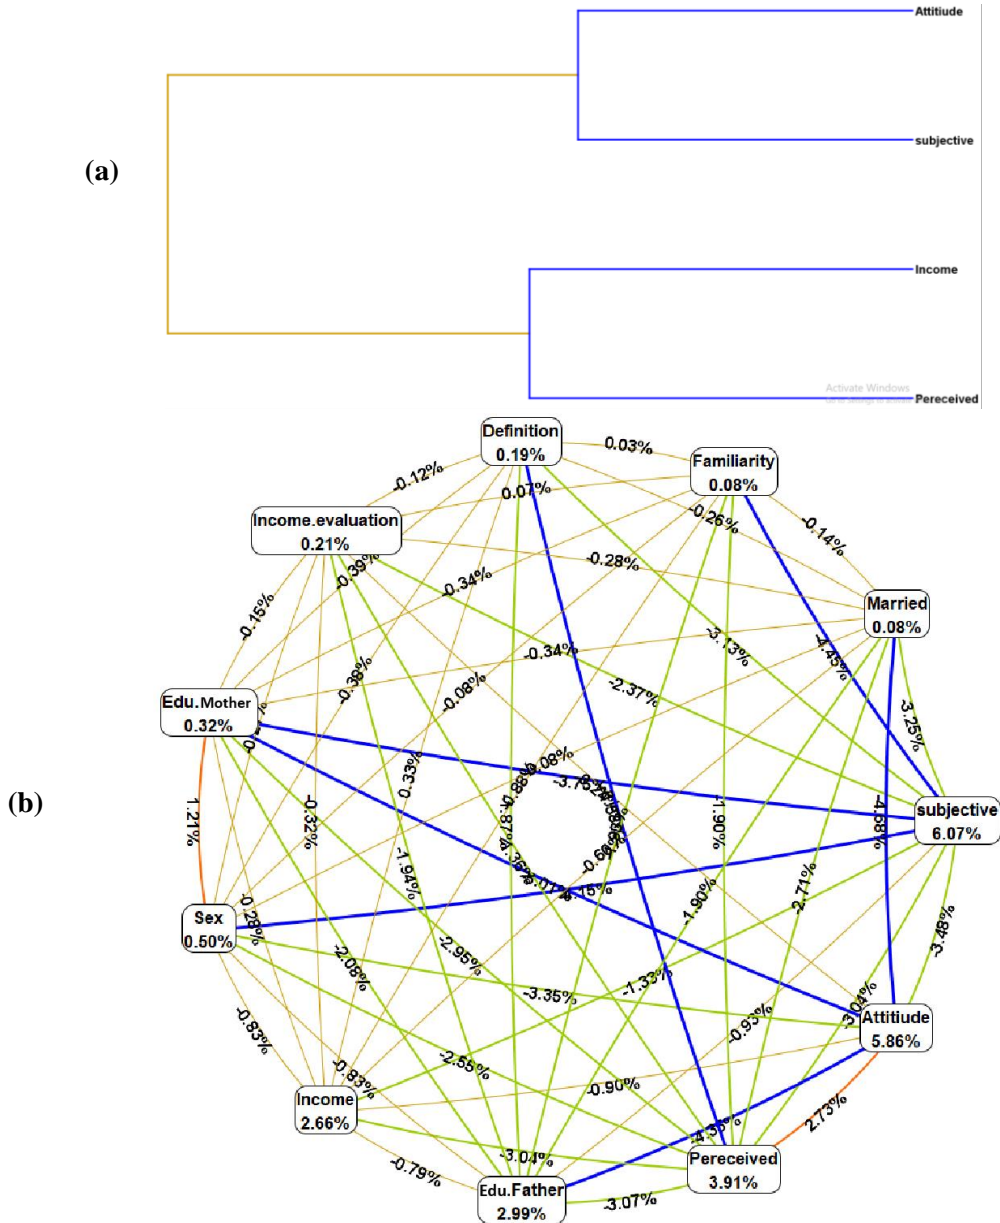 Attitiude
(a)
subjective
Income
Activate Windows
Pereceived
Definition
0.19%
0.03%
Familiarity
0.08%
-0.12%
0.07%
-0.26%
-0.14%
Income.evaluation
0.21%
-0.39%
-0.34%
-0.28%
Married
0.08%
-0.15%
-0.34%
-3.13%
-4.45%
-0.38%
-0.08%
-2.37%
-3.25%
Edu.Mother
0.32%
(b)
0.33%
-0.88%
-0.08%
1.21%
-0.32%
-1.90%
-4.68%
subjective
6.07%
-1.94%
-1.90%
-2.71%
-3.48%
Sex
0.50%
-0.28%
-2.08%
-2.95%
-3.35%
-1.33%
-3.04%
-0.93%
Attitiude
5.86%
-0.83%
-0.83%
-2.55%
-0.90%
2.73%
Income
2.66%
-0.79%
-3.04%
Pereceived
3.91%
Edu.Father
2.99%
-3.07%